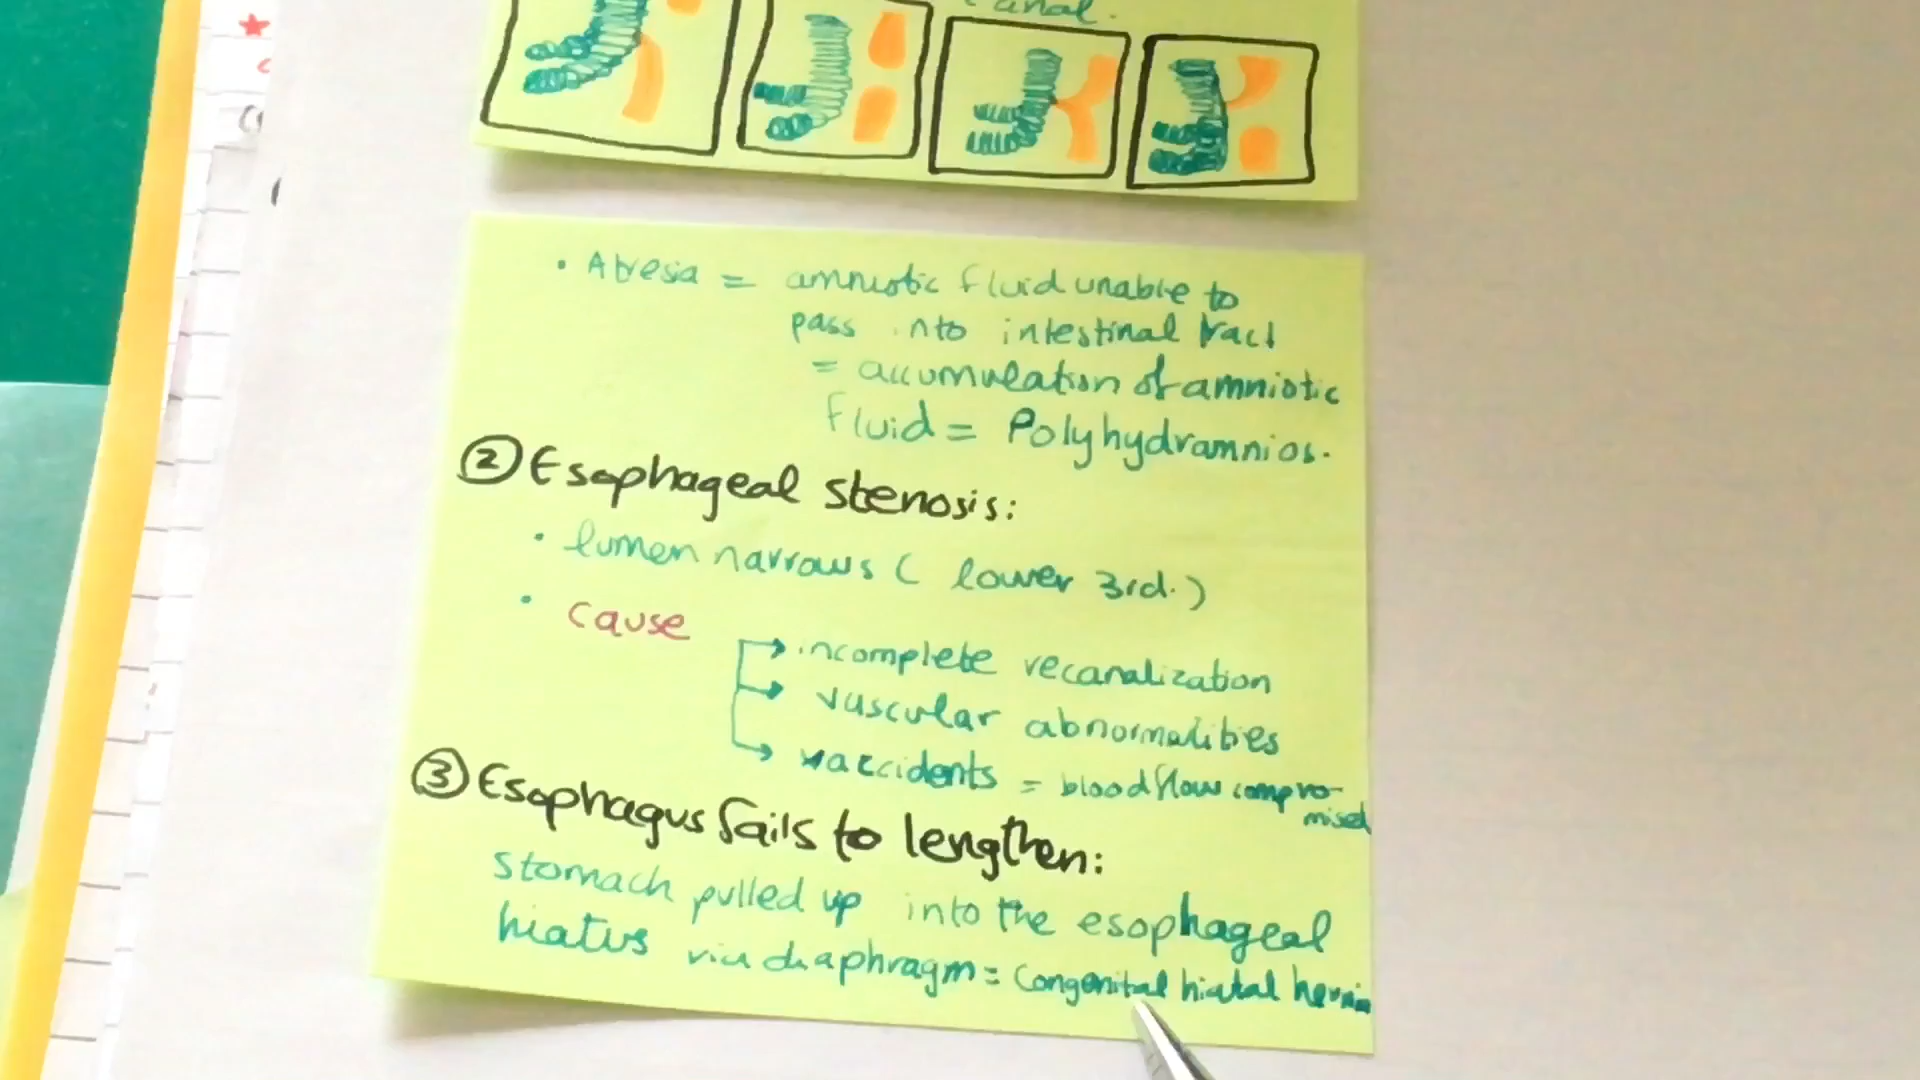 Canal.
• Atresia = amniotic fluid unable to
pass into intestinal tract
= accumulation of amniotic
fluid = Polyhydramnios.
② Esophageal stenosis:
• lumen narrows ( lower 3rd. )
• cause
→ incomplete recanalization
→ vascular abnormalities
→ accidents = blood flow compro-
mised
③ Esophagus fails to lengthen:
stomach pulled up into the esophageal
hiatus via diaphragm = Congenital hiatal hernia